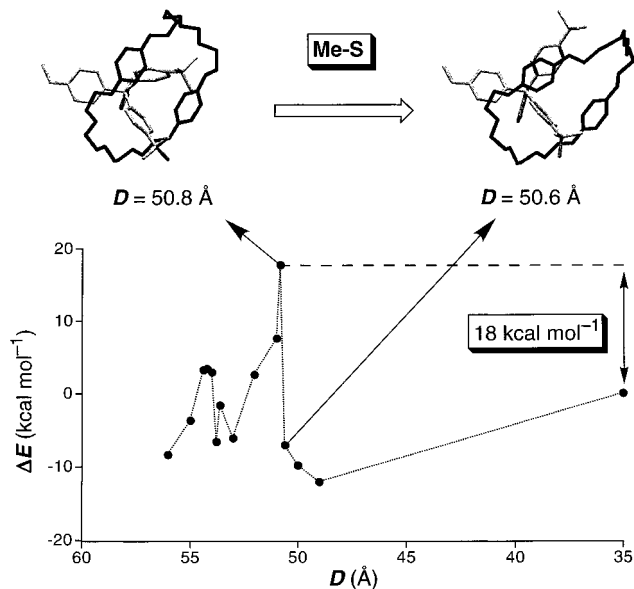 Me-S
D = 50.8 Å
D = 50.6 Å
20
10
0
-10
-20
ΔE (kcal mol⁻¹)
18 kcal mol⁻¹
60
55
50
45
40
35
D (Å)